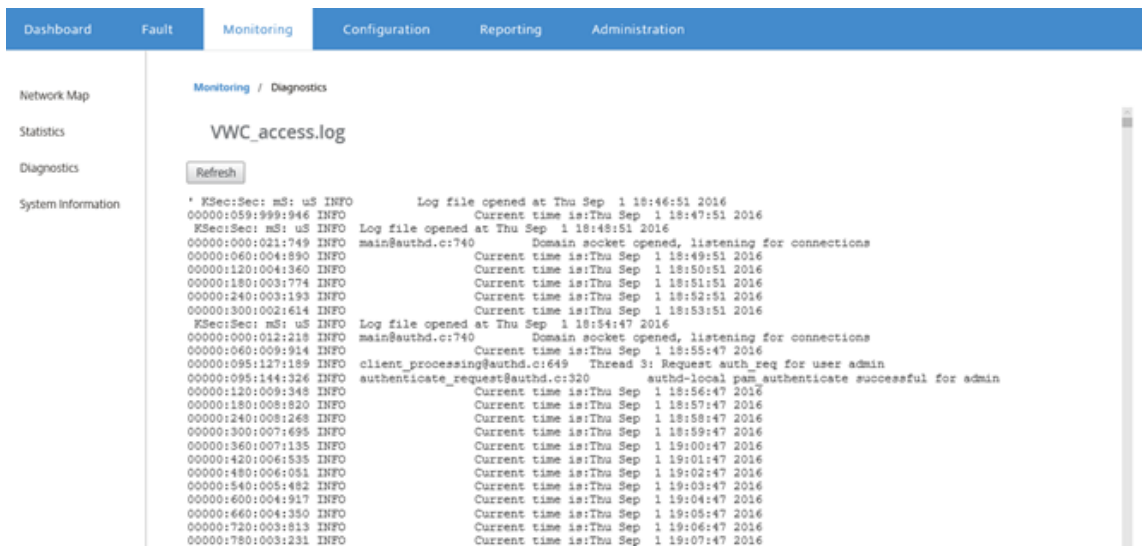 Dashboard Fault Monitoring Configuration Reporting Administration
Monitoring / Diagnostics
Network Map
Statistics
Diagnostics
System Information
VWC_access.log
Refresh
' KSec:Sec: mS: uS INFO Log file opened at Thu Sep 1 18:46:51 2016
00000:059:999:946 INFO Current time is:Thu Sep 1 18:47:51 2016
KSec:Sec: mS: uS INFO Log file opened at Thu Sep 1 18:48:51 2016
00000:000:021:749 INFO main@authd.c:740 Domain socket opened, listening for connections
00000:060:004:890 INFO Current time is:Thu Sep 1 18:49:51 2016
00000:120:004:360 INFO Current time is:Thu Sep 1 18:50:51 2016
00000:180:003:774 INFO Current time is:Thu Sep 1 18:51:51 2016
00000:240:003:193 INFO Current time is:Thu Sep 1 18:52:51 2016
00000:300:002:614 INFO Current time is:Thu Sep 1 18:53:51 2016
KSec:Sec: mS: uS INFO Log file opened at Thu Sep 1 18:54:47 2016
00000:000:012:218 INFO main@authd.c:740 Domain socket opened, listening for connections
00000:060:009:914 INFO Current time is:Thu Sep 1 18:55:47 2016
00000:095:127:189 INFO client_processing@authd.c:649 Thread 3: Request auth_req for user admin
00000:095:144:326 INFO authenticate_request@authd.c:320 authd-local pam_authenticate successful for admin
00000:120:009:348 INFO Current time is:Thu Sep 1 18:56:47 2016
00000:180:008:820 INFO Current time is:Thu Sep 1 18:57:47 2016
00000:240:008:268 INFO Current time is:Thu Sep 1 18:58:47 2016
00000:300:007:695 INFO Current time is:Thu Sep 1 18:59:47 2016
00000:360:007:135 INFO Current time is:Thu Sep 1 19:00:47 2016
00000:420:006:535 INFO Current time is:Thu Sep 1 19:01:47 2016
00000:480:006:051 INFO Current time is:Thu Sep 1 19:02:47 2016
00000:540:005:482 INFO Current time is:Thu Sep 1 19:03:47 2016
00000:600:004:917 INFO Current time is:Thu Sep 1 19:04:47 2016
00000:660:004:350 INFO Current time is:Thu Sep 1 19:05:47 2016
00000:720:003:813 INFO Current time is:Thu Sep 1 19:06:47 2016
00000:780:003:231 INFO Current time is:Thu Sep 1 19:07:47 2016